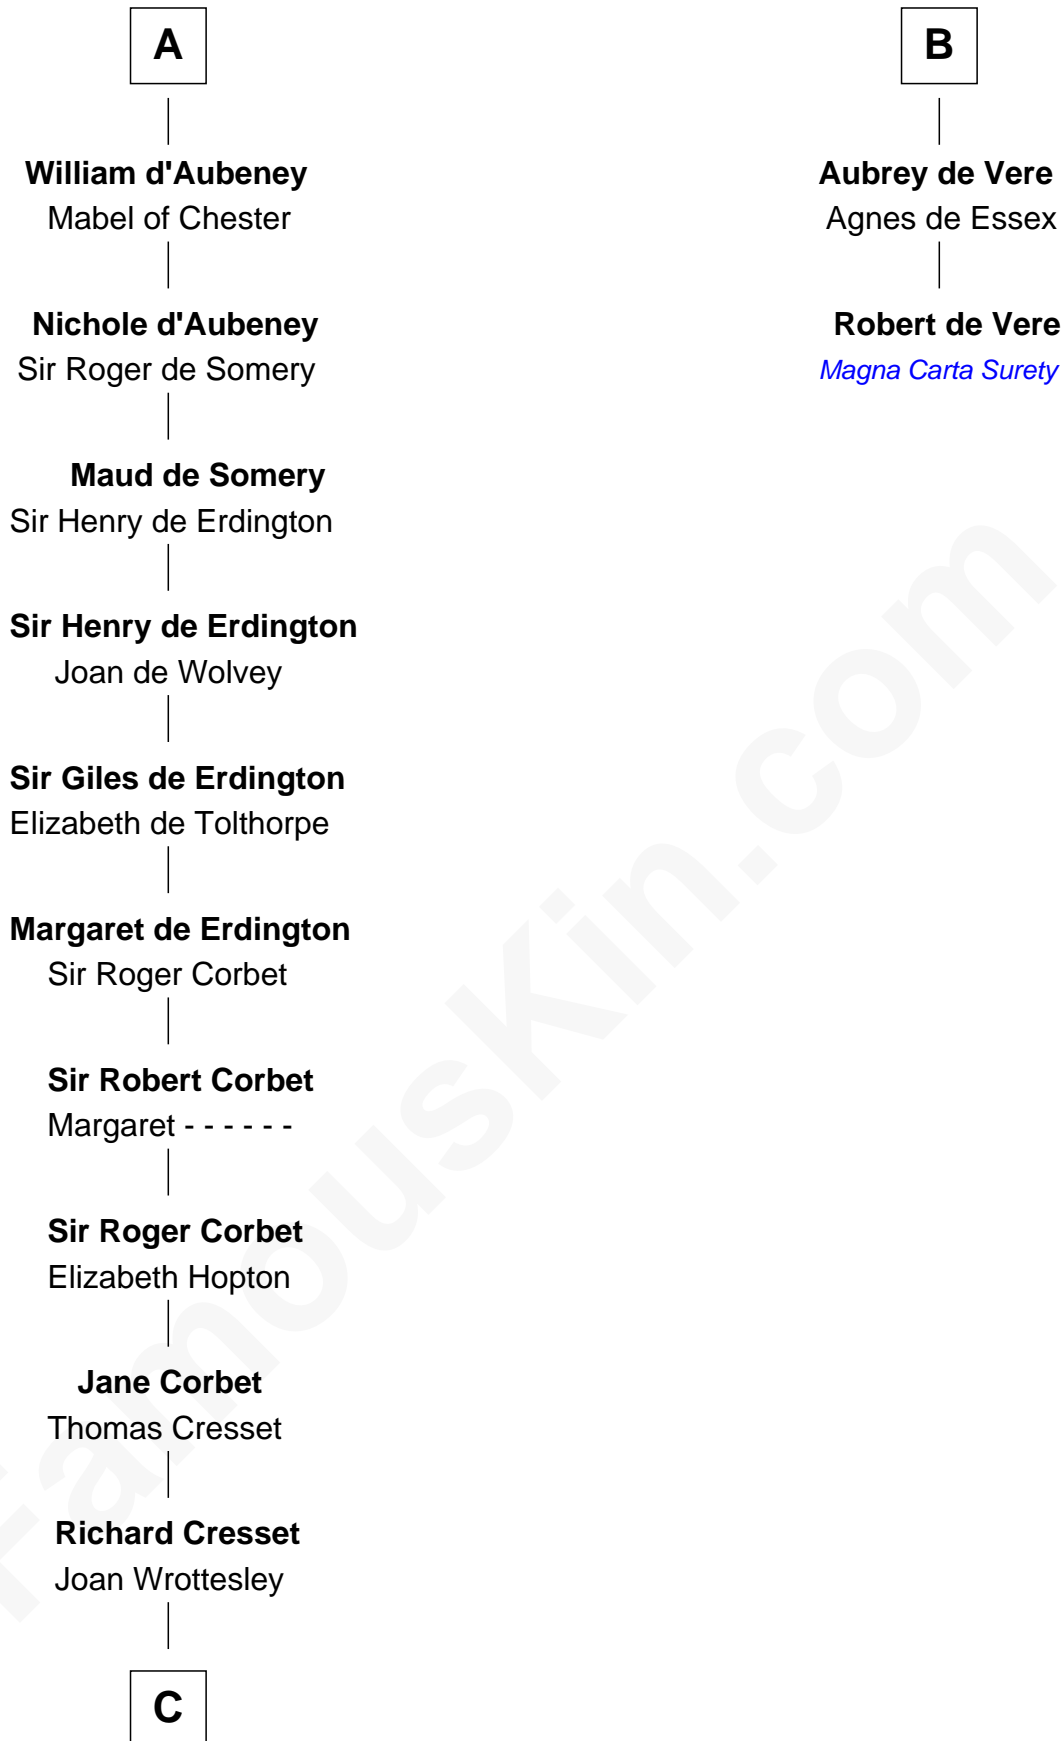 A
William d'Aubeney
Mabel of Chester
Nichole d'Aubeney
Sir Roger de Somery
Maud de Somery
Sir Henry de Erdington
Sir Henry de Erdington
Joan de Wolvey
Sir Giles de Erdington
Elizabeth de Tolthorpe
Margaret de Erdington
Sir Roger Corbet
Sir Robert Corbet
Margaret - - - - - -
Sir Roger Corbet
Elizabeth Hopton
Jane Corbet
Thomas Cresset
Richard Cresset
Joan Wrottesley
C
B
Aubrey de Vere
Agnes de Essex
Robert de Vere
Magna Carta Surety
FamousKin.com